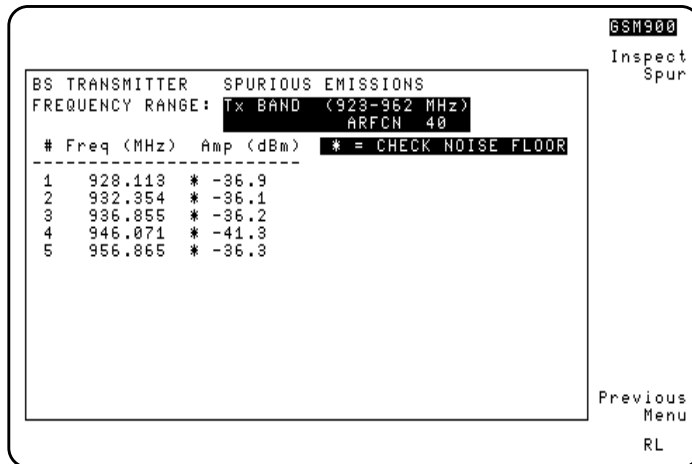 GSM900
Inspect
Spur
BS TRANSMITTER SPURIOUS EMISSIONS
FREQUENCY RANGE: Tx BAND (923-962 MHz)
ARFCN 40
# Freq (MHz) Amp (dBm) * = CHECK NOISE FLOOR
--------------------------
1 928.113 * -36.9
2 932.354 * -36.1
3 936.855 * -36.2
4 946.071 * -41.3
5 956.865 * -36.3
Previous
Menu
RL